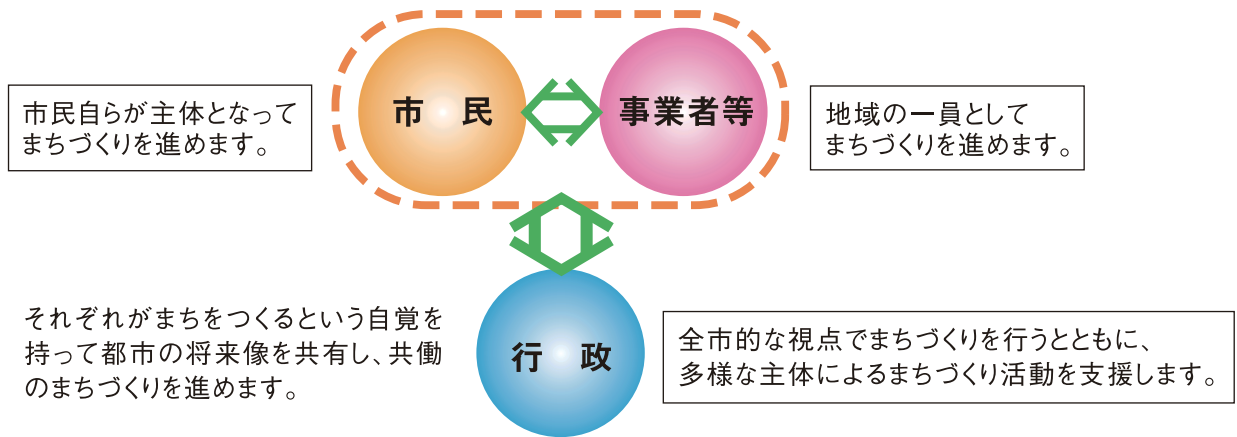 市民自らが主体となって
まちづくりを進めます。
市　民
事業者等
地域の一員として
まちづくりを進めます。
それぞれがまちをつくるという自覚を
持って都市の将来像を共有し、共働
のまちづくりを進めます。
行　政
全市的な視点でまちづくりを行うとともに、
多様な主体によるまちづくり活動を支援します。